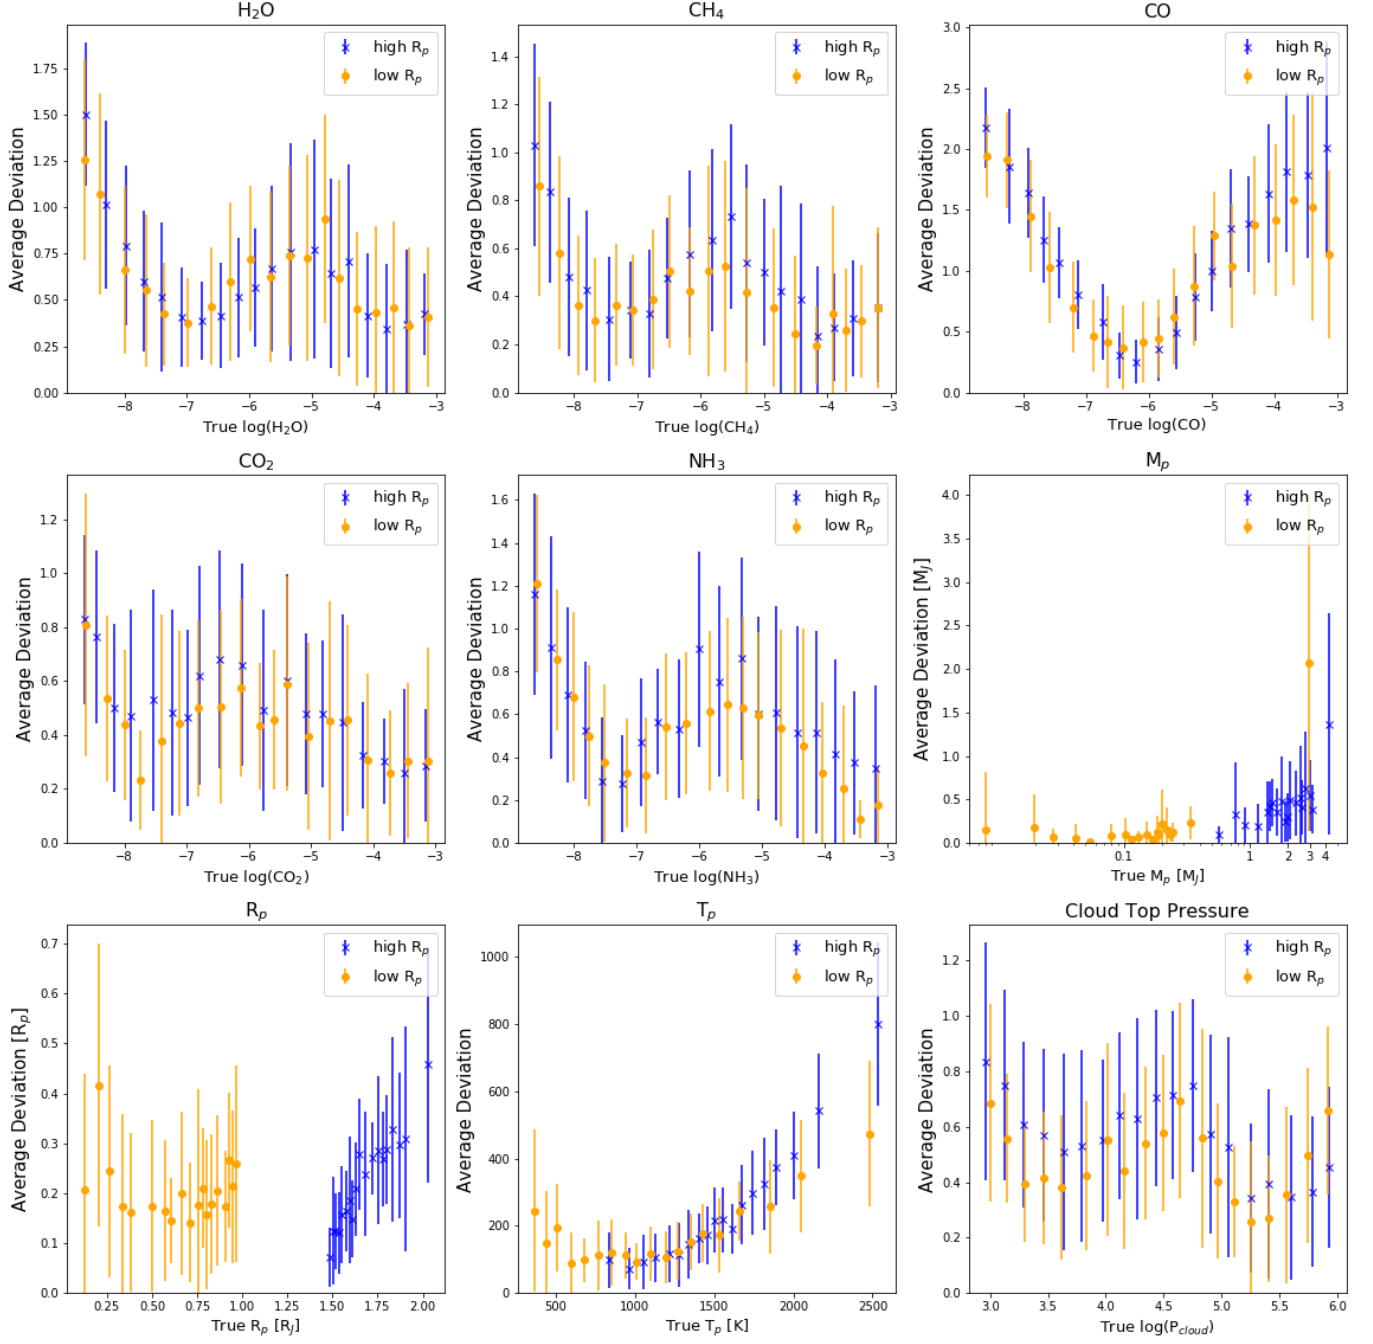 H₂O
Average Deviation
1.75
1.50
1.25
1.00
0.75
0.50
0.25
0.00
high Rₚ
low Rₚ
−8 −7 −6 −5 −4 −3
True log(H₂O)
CH₄
Average Deviation
1.4
1.2
1.0
0.8
0.6
0.4
0.2
0.0
high Rₚ
low Rₚ
−8 −7 −6 −5 −4 −3
True log(CH₄)
CO
Average Deviation
3.0
2.5
2.0
1.5
1.0
0.5
0.0
high Rₚ
low Rₚ
−8 −7 −6 −5 −4 −3
True log(CO)
CO₂
Average Deviation
1.2
1.0
0.8
0.6
0.4
0.2
0.0
high Rₚ
low Rₚ
−8 −7 −6 −5 −4 −3
True log(CO₂)
NH₃
Average Deviation
1.6
1.4
1.2
1.0
0.8
0.6
0.4
0.2
0.0
high Rₚ
low Rₚ
−8 −7 −6 −5 −4 −3
True log(NH₃)
Mₚ
Average Deviation [M_J]
4.0
3.5
3.0
2.5
2.0
1.5
1.0
0.5
0.0
high Rₚ
low Rₚ
0.1 1 2 3 4
True Mₚ [M_J]
Rₚ
Average Deviation [Rₚ]
0.7
0.6
0.5
0.4
0.3
0.2
0.1
0.0
high Rₚ
low Rₚ
0.25 0.50 0.75 1.00 1.25 1.50 1.75 2.00
True Rₚ [R_J]
Tₚ
Average Deviation
1000
800
600
400
200
0
high Rₚ
low Rₚ
500 1000 1500 2000 2500
True Tₚ [K]
Cloud Top Pressure
Average Deviation
1.2
1.0
0.8
0.6
0.4
0.2
0.0
high Rₚ
low Rₚ
3.0 3.5 4.0 4.5 5.0 5.5 6.0
True log(P_cloud)